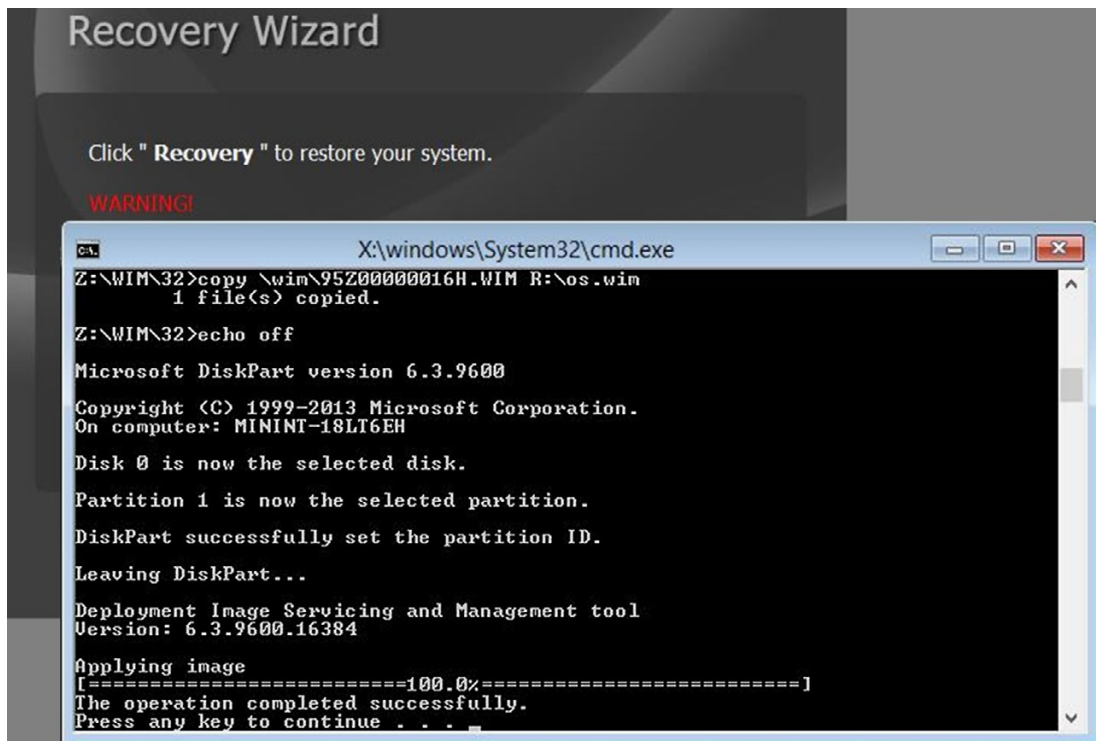 Recovery Wizard
Click " Recovery " to restore your system.
WARNING!
C:\.
X:\windows\System32\cmd.exe
Z:\WIM\32>copy \wim\95Z00000016H.WIM R:\os.wim
        1 file(s) copied.
Z:\WIM\32>echo off
Microsoft DiskPart version 6.3.9600
Copyright (C) 1999-2013 Microsoft Corporation.
On computer: MININT-18LT6EH
Disk 0 is now the selected disk.
Partition 1 is now the selected partition.
DiskPart successfully set the partition ID.
Leaving DiskPart...
Deployment Image Servicing and Management tool
Version: 6.3.9600.16384
Applying image
[==========================100.0%==========================]
The operation completed successfully.
Press any key to continue . . . _